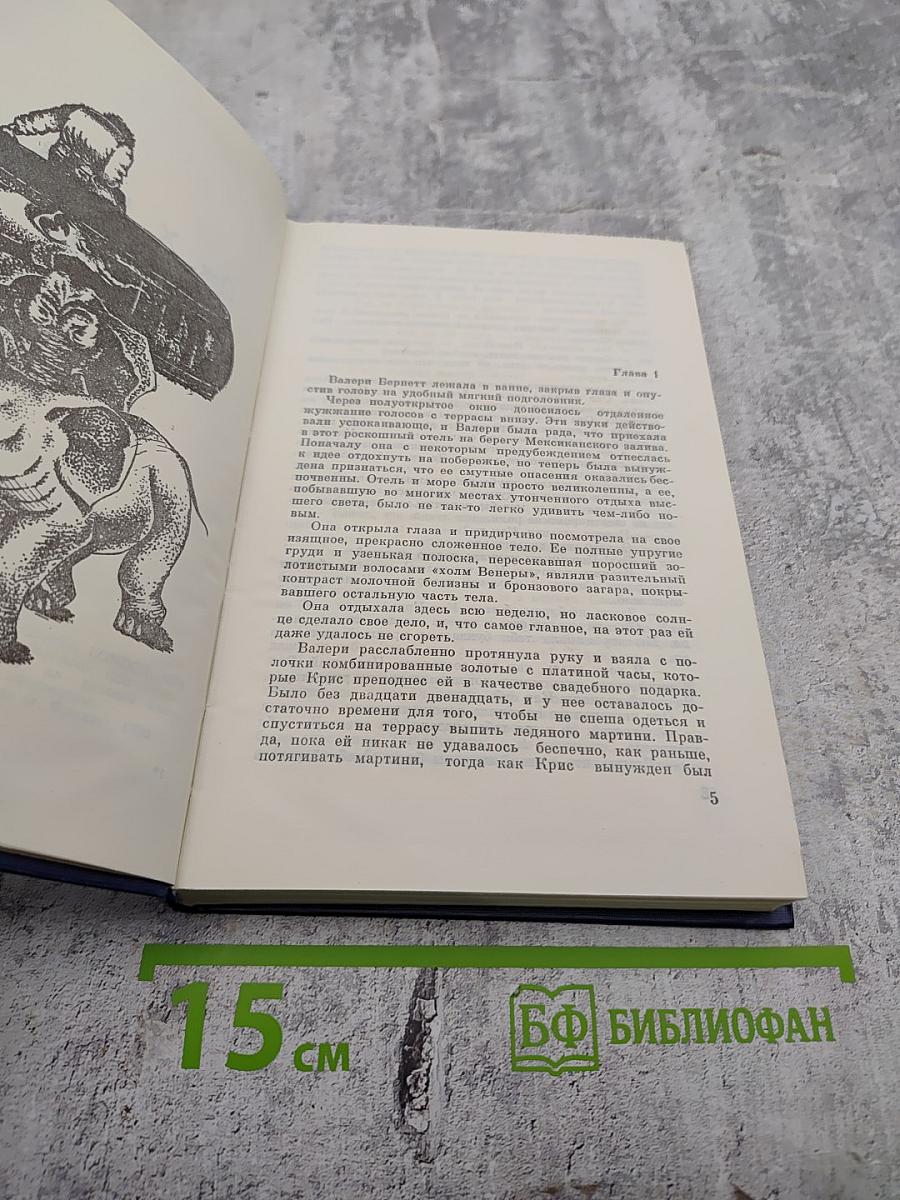 Глава 1
Валери Бернетт лежала в ванне, закрыв глаза и опу-
стив голову на удобный мягкий подголовник.
Через полуоткрытое окно доносилось отдаленное
жужжание голосов с террасы внизу. Эти звуки действо-
вали успокаивающе, и Валери была рада, что приехала
в этот роскошный отель на берегу Мексиканского залива.
Поначалу она с некоторым предубеждением отнеслась
к идее отдохнуть на побережье, но теперь была вынуж-
дена признаться, что ее смутные опасения оказались бес-
почвенны. Отель и море были просто великолепны, а ее,
побывавшую во многих местах утонченного отдыха выс-
шего света, было не так-то легко удивить чем-либо но-
вым.
Она открыла глаза и придирчиво посмотрела на свое
изящное, прекрасно сложенное тело. Ее полные упругие
груди и узенькая полоска, пересекавшая поросший зо-
лотистыми волосами «холм Венеры», являли разительный
контраст молочной белизны и бронзового загара, покры-
вавшего остальную часть тела.
Она отдыхала здесь всю неделю, но ласковое солн-
це сделало свое дело, и, что самое главное, на этот раз ей
даже удалось не сгореть.
Валери расслабленно протянула руку и взяла с по-
лочки комбинированные золотые с платиной часы, кото-
рые Крис преподнес ей в качестве свадебного подарка.
Было без двадцати двенадцать, и у нее оставалось до-
статочно времени для того, чтобы не спеша одеться и
спуститься на террасу выпить ледяного мартини. Прав-
да, пока ей никак не удавалось беспечно, как раньше,
потягивать мартини, тогда как Крис вынужден был
5
15 см
БФ БИБЛИОФАН